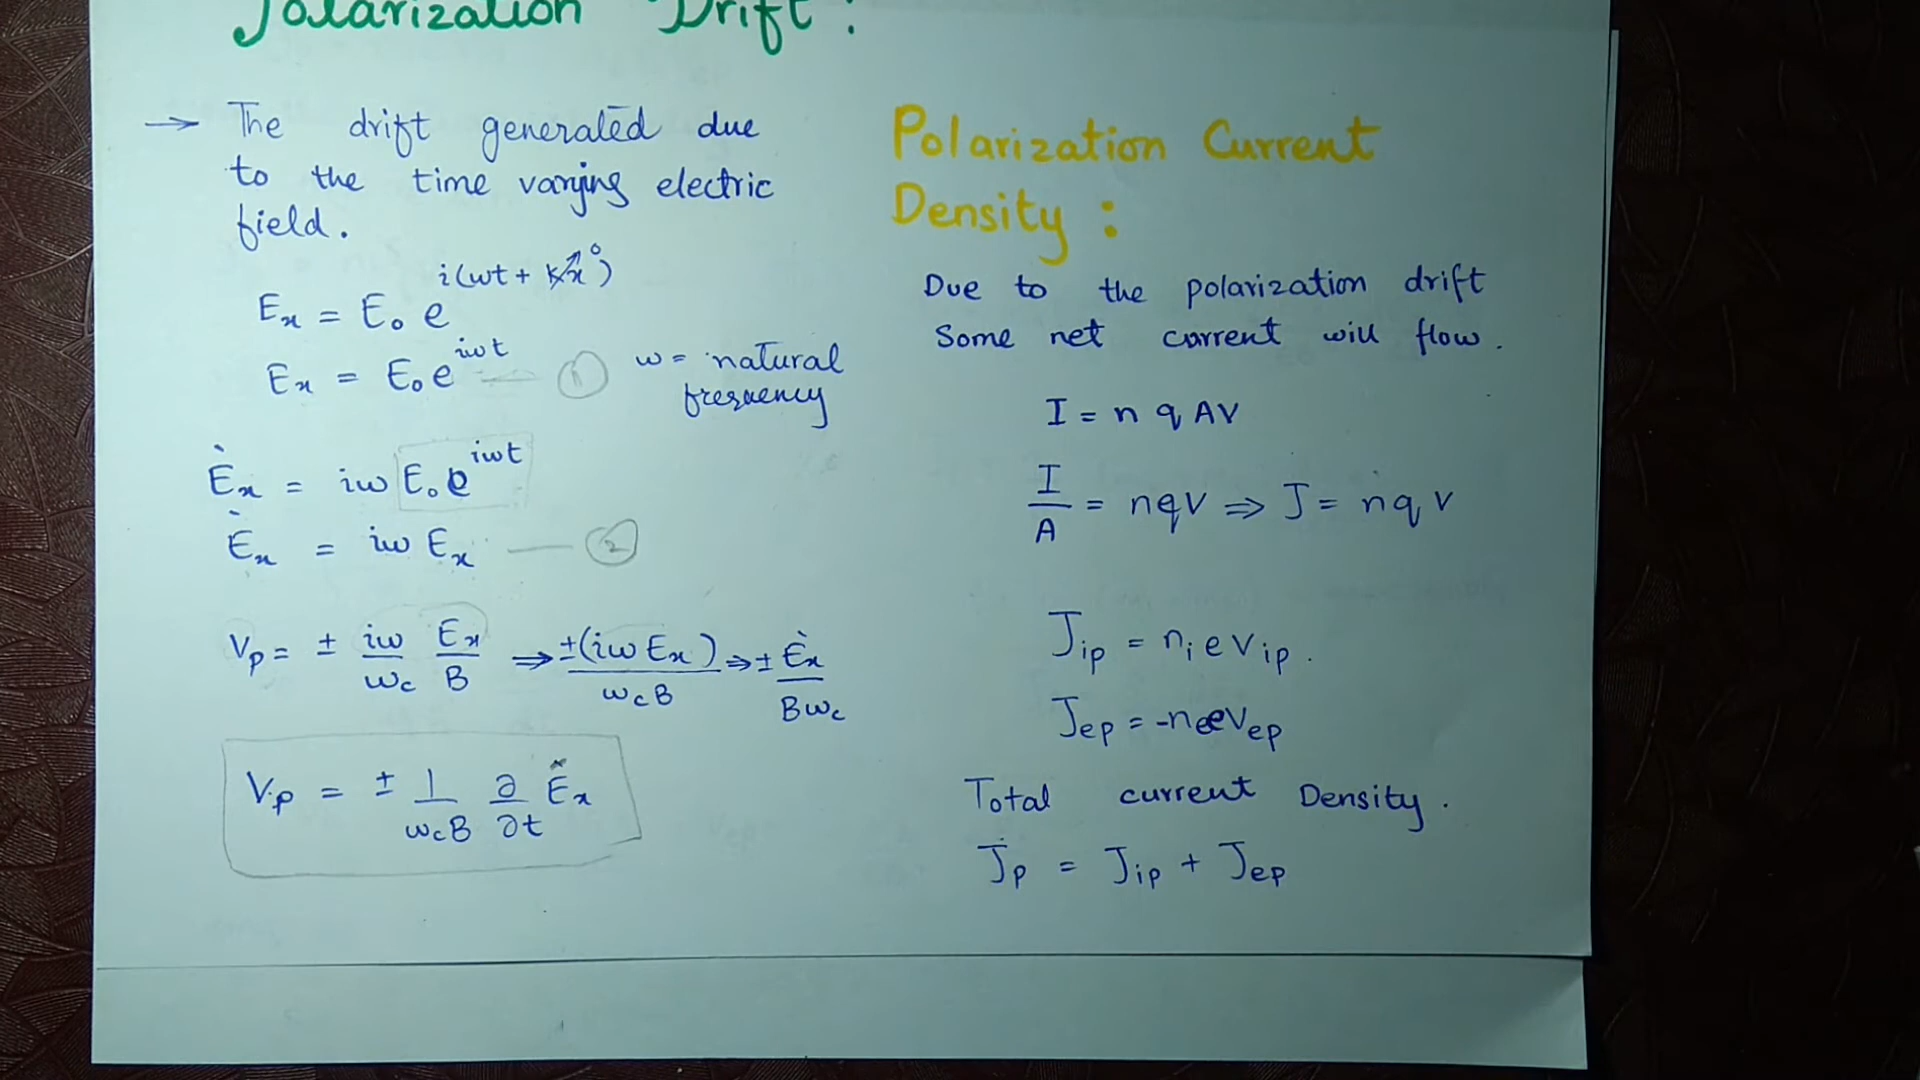 Polarization Drift:
→ The drift generated due
to the time varying electric
field.
Eₓ = E₀ e^i(ωt + kx)⁰
Eₓ = E₀ e^iωt — ① ω = natural
frequency
Ėₓ = iω E₀ e^iωt
Ėₓ = iω Eₓ — ②
Vp = ± iω/ωc Eₓ/B ⇒ ±(iω Eₓ)/ωcB ⇒ ± Ėₓ/Bωc
Vp = ± 1/ωcB ∂/∂t Eₓ
Polarization Current
Density:
Due to the polarization drift
Some net current will flow.
I = n q A V
I/A = nqV ⇒ J = nqv
Jip = nᵢ e vip.
Jep = -nₑevep
Total current Density.
Jp = Jip + Jep